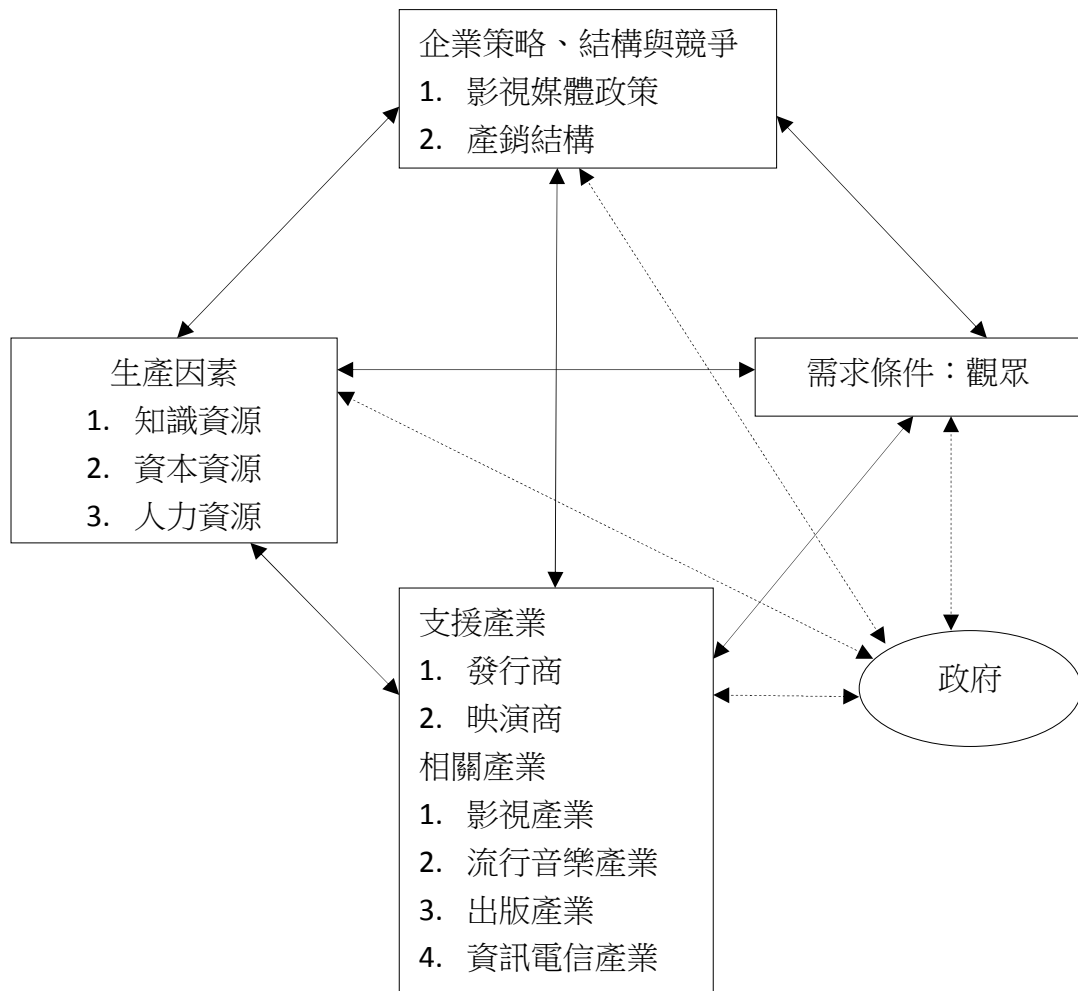 企業策略、結構與競爭
1. 影視媒體政策
2. 產銷結構
生產因素
1. 知識資源
2. 資本資源
3. 人力資源
需求條件：觀眾
支援產業
1. 發行商
2. 映演商
相關產業
1. 影視產業
2. 流行音樂產業
3. 出版產業
4. 資訊電信產業
政府